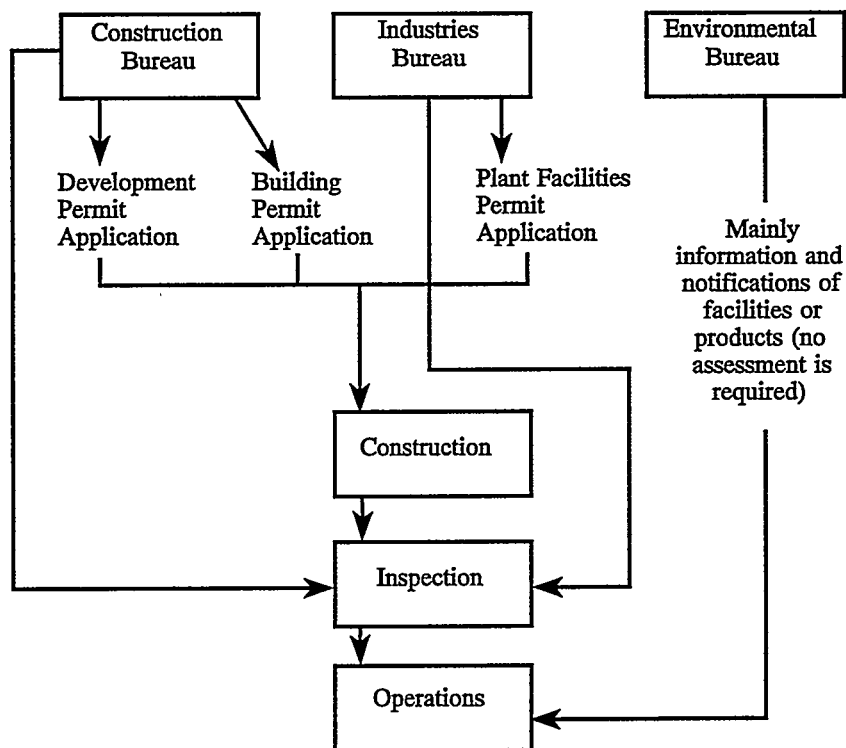 Construction
Bureau
Industries
Bureau
Environmental
Bureau
Development
Permit
Application
Building
Permit
Application
Plant Facilities
Permit
Application
Mainly
information and
notifications of
facilities or
products (no
assessment is
required)
Construction
Inspection
Operations